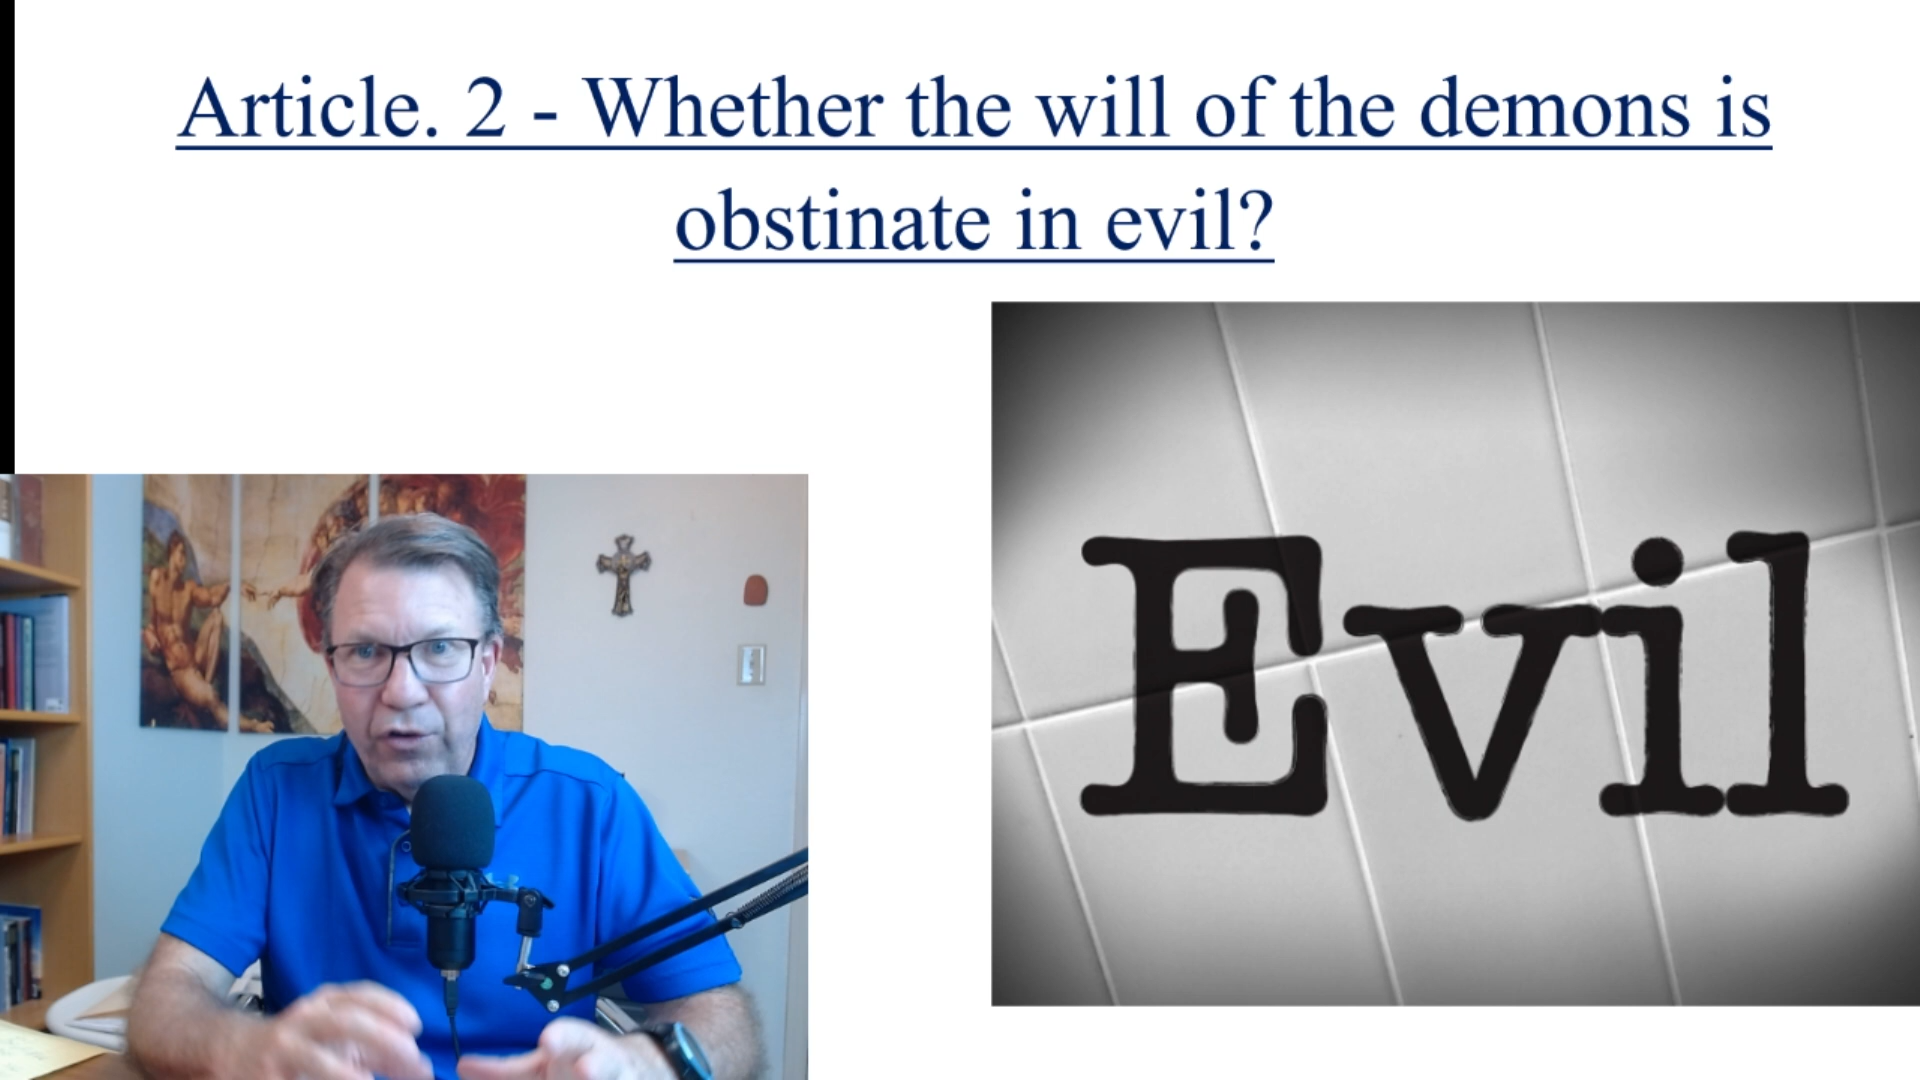 Article. 2 - Whether the will of the demons is
obstinate in evil?
Evil